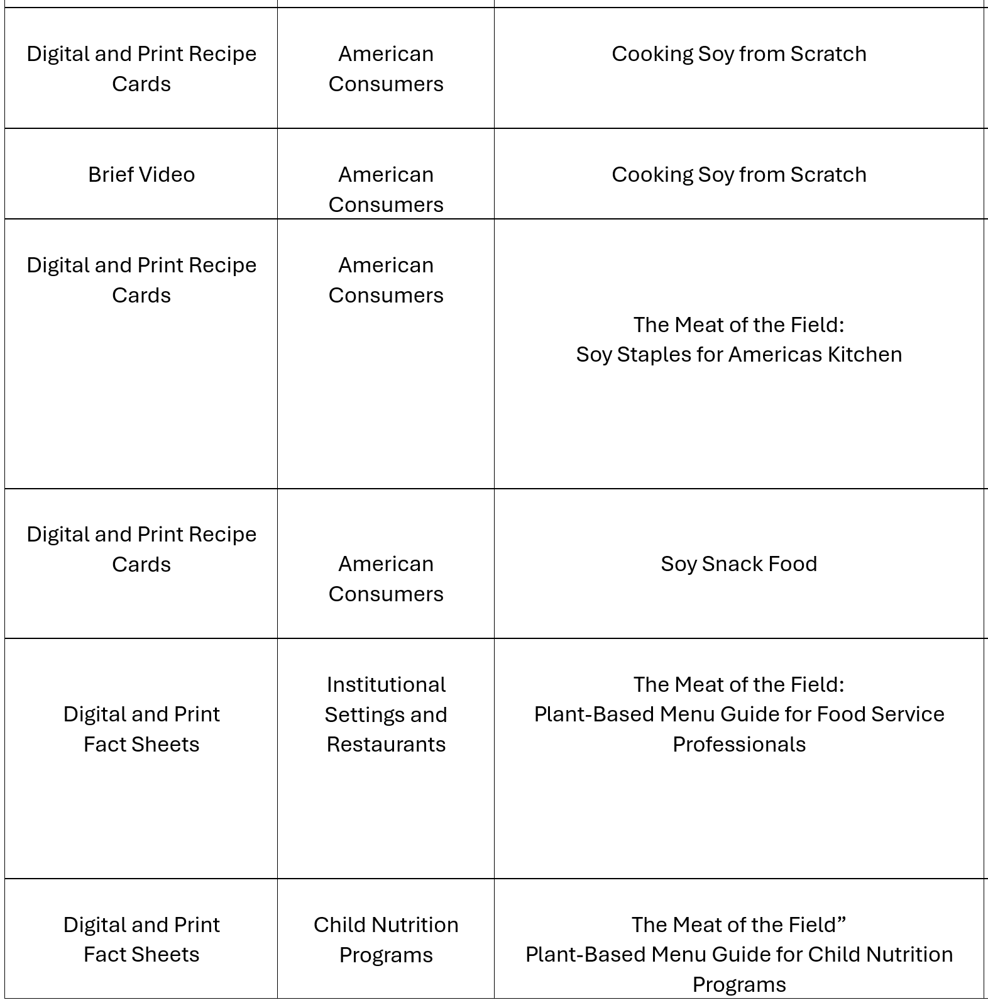 Digital and Print Recipe
Cards
American
Consumers
Cooking Soy from Scratch
Brief Video
American
Consumers
Cooking Soy from Scratch
Digital and Print Recipe
Cards
American
Consumers
The Meat of the Field:
Soy Staples for Americas Kitchen
Digital and Print Recipe
Cards
American
Consumers
Soy Snack Food
Digital and Print
Fact Sheets
Institutional
Settings and
Restaurants
The Meat of the Field:
Plant-Based Menu Guide for Food Service
Professionals
Digital and Print
Fact Sheets
Child Nutrition
Programs
The Meat of the Field”
Plant-Based Menu Guide for Child Nutrition
Programs